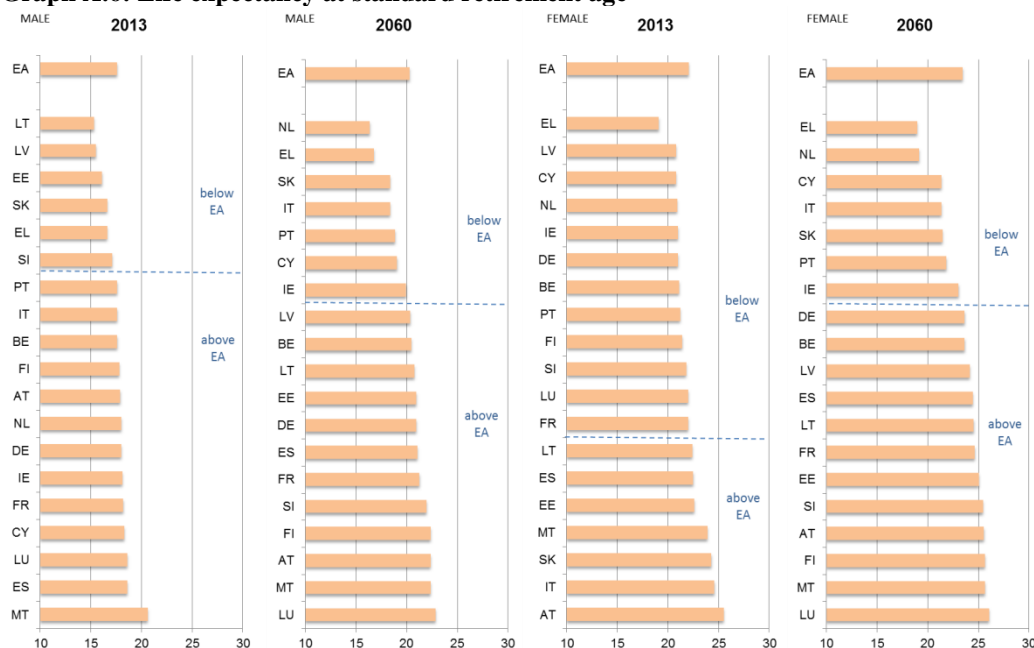 MALE
2013
EA
LT
LV
EE
SK
EL
SI
PT
IT
BE
FI
AT
NL
DE
IE
FR
CY
LU
ES
MT
below
EA
above
EA
10 15 20 25 30
MALE
2060
EA
NL
EL
SK
IT
PT
CY
IE
LV
BE
LT
EE
DE
ES
FR
SI
FI
AT
MT
LU
below
EA
above
EA
10 15 20 25 30
FEMALE
2013
EA
EL
LV
CY
NL
IE
DE
BE
PT
FI
SI
LU
FR
LT
ES
EE
MT
SK
IT
AT
below
EA
above
EA
10 15 20 25 30
FEMALE
2060
EA
EL
NL
CY
IT
SK
PT
IE
DE
BE
LV
ES
LT
FR
EE
SI
AT
FI
MT
LU
below
EA
above
EA
10 15 20 25 30